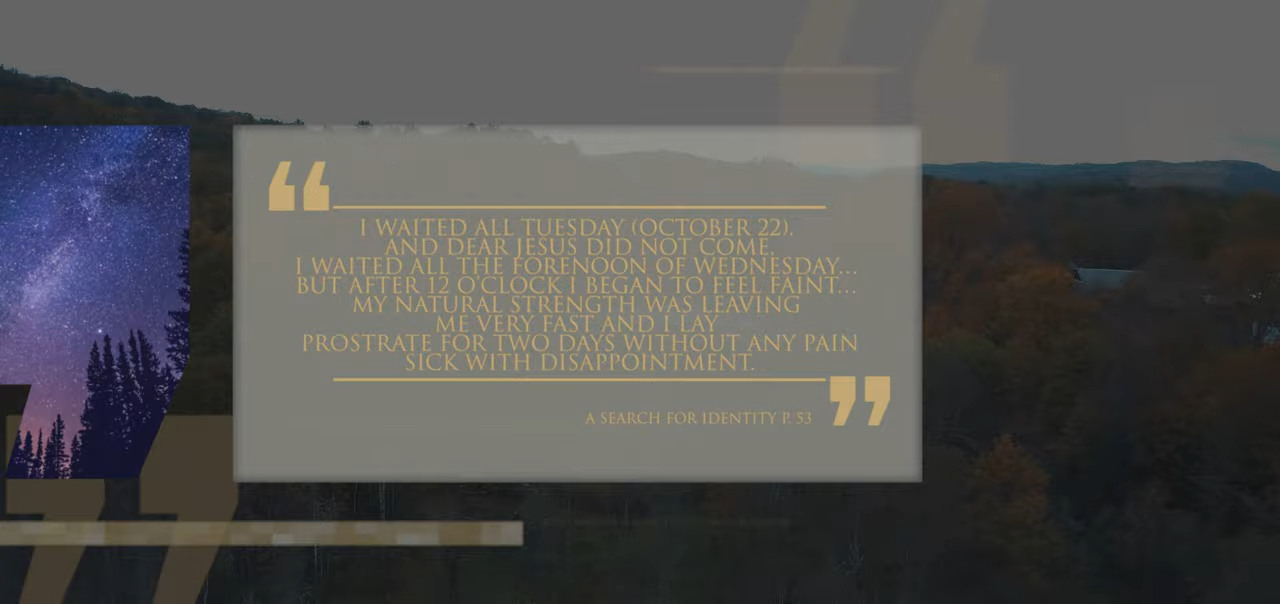 “
I WAITED ALL TUESDAY (OCTOBER 22),
AND DEAR JESUS DID NOT COME,
I WAITED ALL THE FORENOON OF WEDNESDAY...
BUT AFTER 12 O'CLOCK I BEGAN TO FEEL FAINT...
MY NATURAL STRENGTH WAS LEAVING
ME VERY FAST AND I LAY
PROSTRATE FOR TWO DAYS WITHOUT ANY PAIN
SICK WITH DISAPPOINTMENT.
”
A SEARCH FOR IDENTITY P. 53